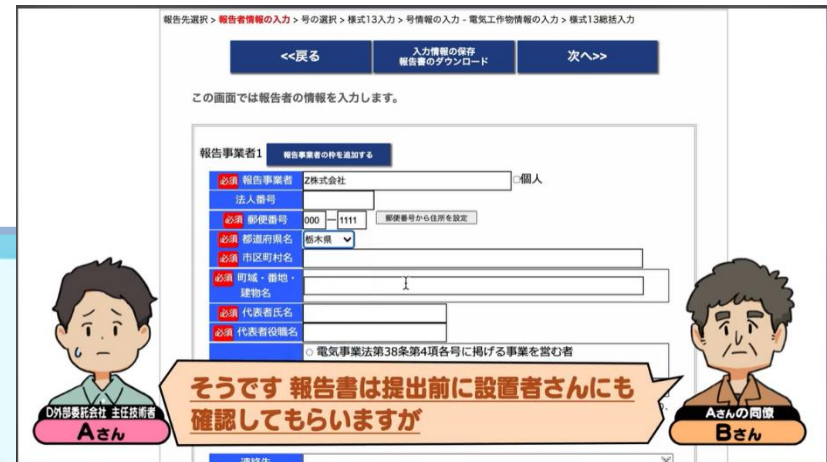 報告先選択 > 報告者情報の入力 > 号の選択 > 様式13入力 > 号情報の入力 - 電気工作物情報の入力 > 様式13総括入力
<<戻る
入力情報の保存
報告書のダウンロード
次へ>>
この画面では報告者の情報を入力します。
報告事業者1 報告事業者の枠を追加する
必須 報告事業者 Z株式会社 □個人
法人番号
必須 郵便番号 000 ー 1111 郵便番号から住所を設定
必須 都道府県名 栃木県
必須 市区町村名
必須 町域・番地・
建物名
必須 代表者氏名
必須 代表者役職名
○ 電気事業法第38条第4項各号に掲げる事業を営む者
そうです 報告書は提出前に設置者さんにも
確認してもらいますが
D外部委託会社 主任技術者
Aさん
Aさんの同僚
Bさん
連絡先